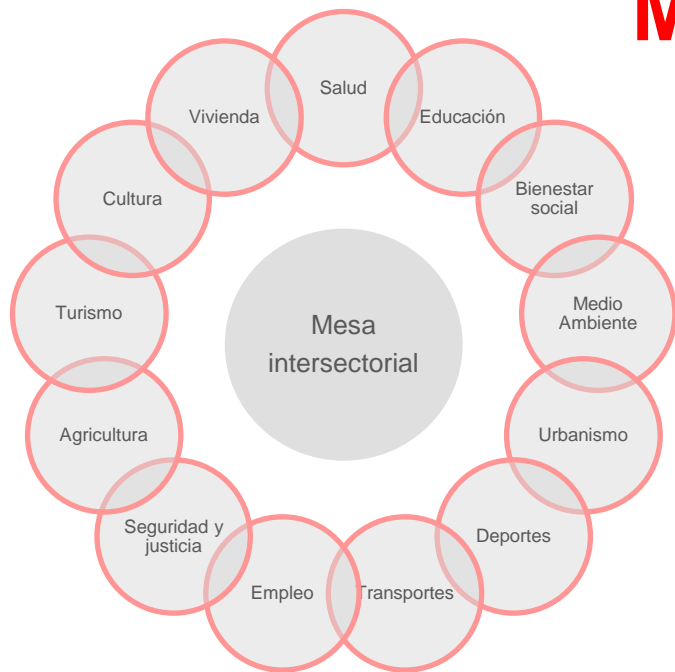 M
Salud
Educación
Bienestar
social
Medio
Ambiente
Urbanismo
Deportes
Transportes
Empleo
Seguridad y
justicia
Agricultura
Turismo
Cultura
Vivienda
Mesa
intersectorial